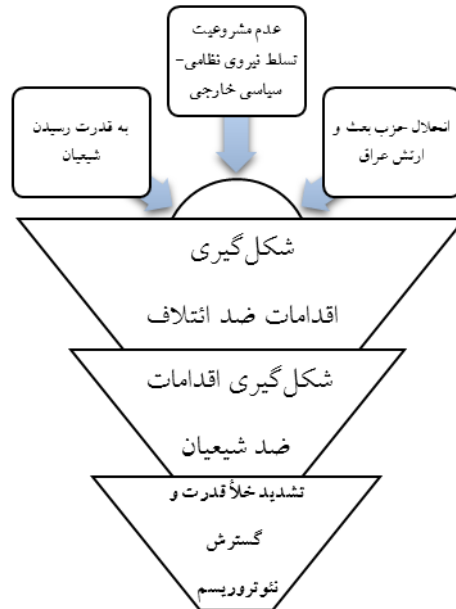 عدم مشروعیت
تسلط نیروی نظامی-
سیاسی خارجی
انحلال حزب بعث و
ارتش عراق
به قدرت رسیدن
شیعیان
شکل‌گیری
اقدامات ضد ائتلاف
شکل‌گیری اقدامات
ضد شیعیان
تشدید خلأ قدرت و
گسترش
نئوتروریسم